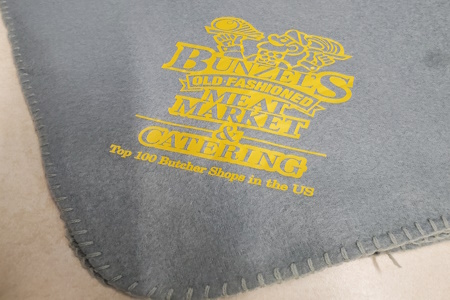 BUNZEL'S
OLD FASHIONED
MEAT
MARKET
&
CATERING
Top 100 Butcher Shops in the US